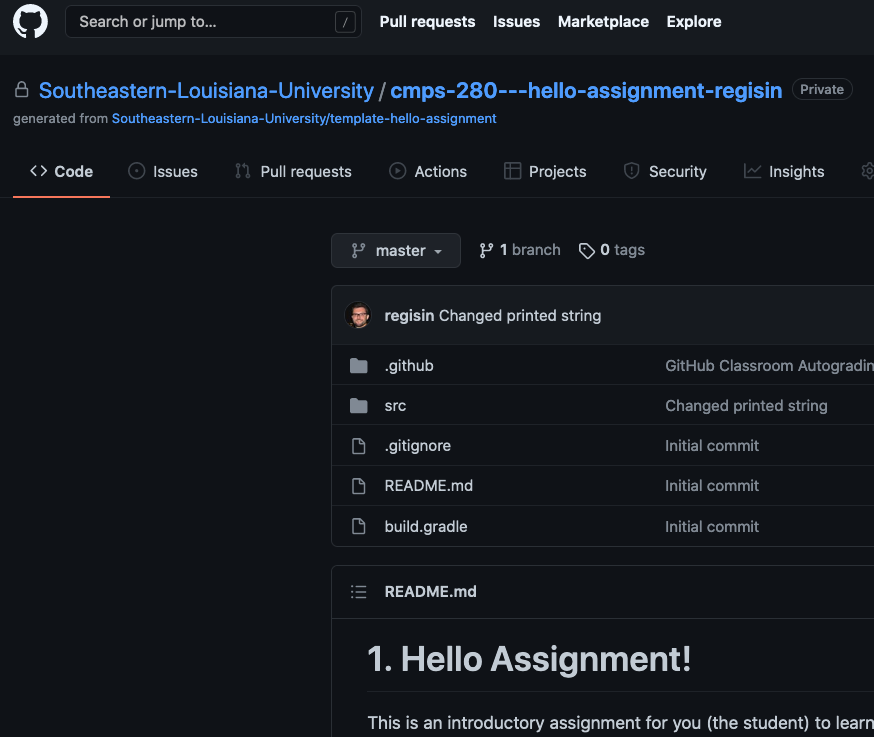 Search or jump to... /
Pull requests Issues Marketplace Explore
Southeastern-Louisiana-University / cmps-280---hello-assignment-regisin Private
generated from Southeastern-Louisiana-University/template-hello-assignment
Code Issues Pull requests Actions Projects Security Insights
master 1 branch 0 tags
regisin Changed printed string
.github GitHub Classroom Autogradin
src Changed printed string
.gitignore Initial commit
README.md Initial commit
build.gradle Initial commit
README.md
1. Hello Assignment!
This is an introductory assignment for you (the student) to learn